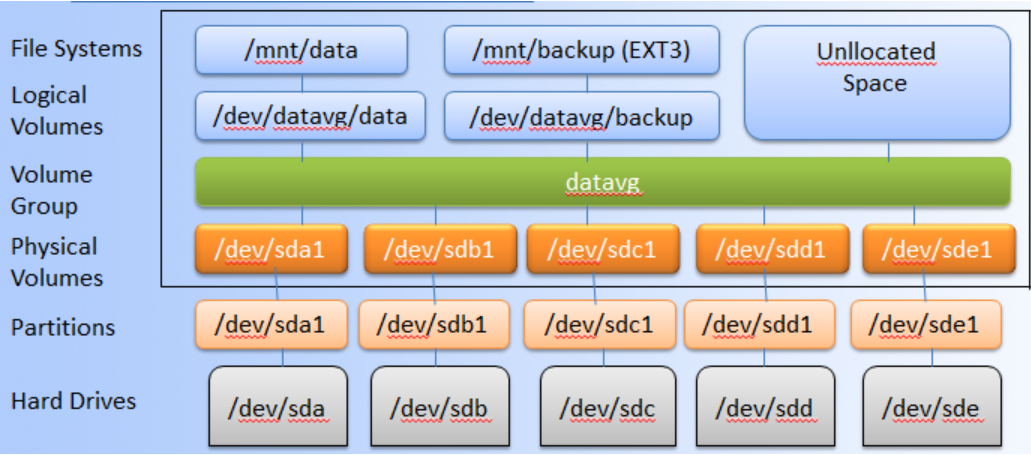 File Systems
/mnt/data
/mnt/backup (EXT3)
Unllocated
Space
Logical
Volumes
/dev/datavg/data
/dev/datavg/backup
Volume
Group
datavg
Physical
Volumes
/dev/sda1
/dev/sdb1
/dev/sdc1
/dev/sdd1
/dev/sde1
Partitions
/dev/sda1
/dev/sdb1
/dev/sdc1
/dev/sdd1
/dev/sde1
Hard Drives
/dev/sda
/dev/sdb
/dev/sdc
/dev/sdd
/dev/sde